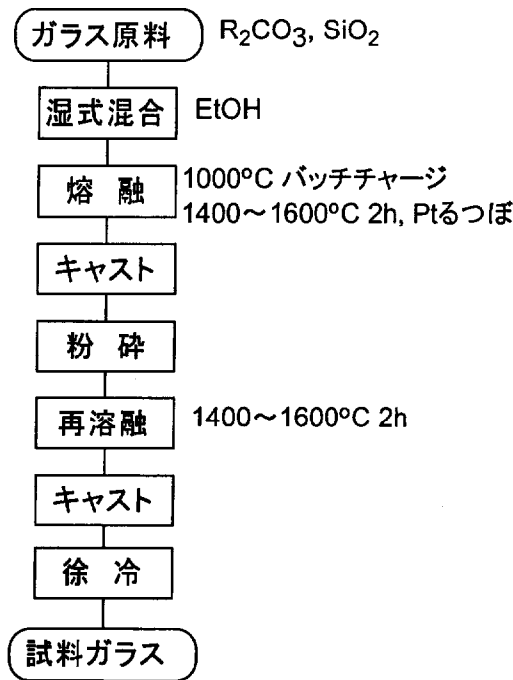 ガラス原料 R₂CO₃, SiO₂
湿式混合 EtOH
熔融 1000℃ バッチチャージ
1400～1600℃ 2h, Ptるつぼ
キャスト
粉砕
再溶融 1400～1600℃ 2h
キャスト
徐冷
試料ガラス